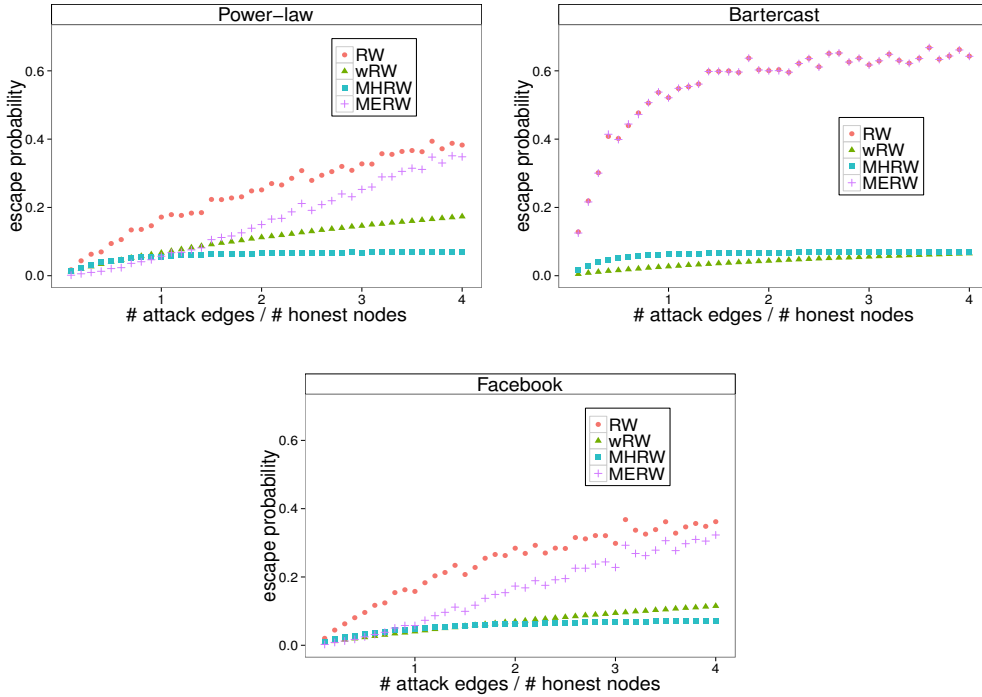 Power−law
RW
wRW
MHRW
MERW
escape probability
0.6
0.4
0.2
0.0
1 2 3 4
# attack edges / # honest nodes
Bartercast
RW
wRW
MHRW
MERW
escape probability
0.6
0.4
0.2
0.0
1 2 3 4
# attack edges / # honest nodes
Facebook
RW
wRW
MHRW
MERW
escape probability
0.6
0.4
0.2
0.0
1 2 3 4
# attack edges / # honest nodes